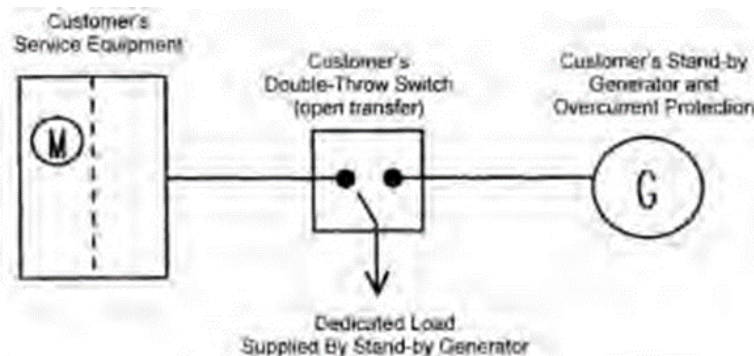 Customer's
Service Equipment
Customer's
Double-Throw Switch
(open transfer)
Customer's Stand-by
Generator and
Overcurrent Protection
M
G
Dedicated Load
Supplied By Stand-by Generator